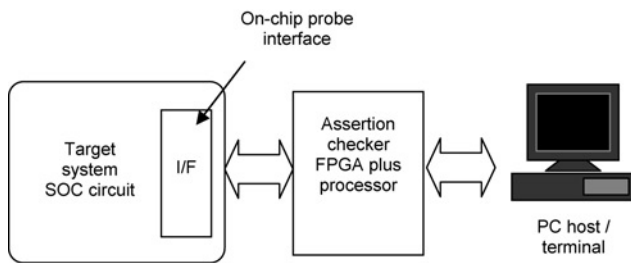 On-chip probe
interface
Target
system
SOC circuit
I/F
Assertion
checker
FPGA plus
processor
PC host /
terminal